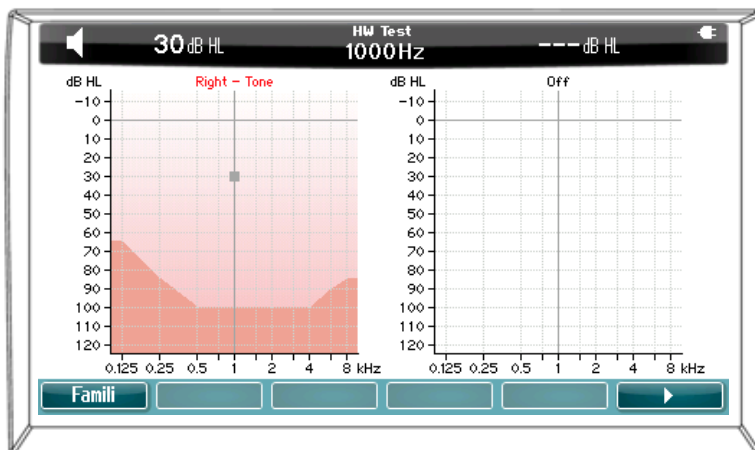 HW Test
30 dB HL 1000Hz ---dB HL
dB HL Right - Tone dB HL Off
-10 -10
0 0
10 10
20 20
30 30
40 40
50 50
60 60
70 70
80 80
90 90
100 100
110 110
120 120
0.125 0.25 0.5 1 2 4 8 kHz 0.125 0.25 0.5 1 2 4 8 kHz
Famili